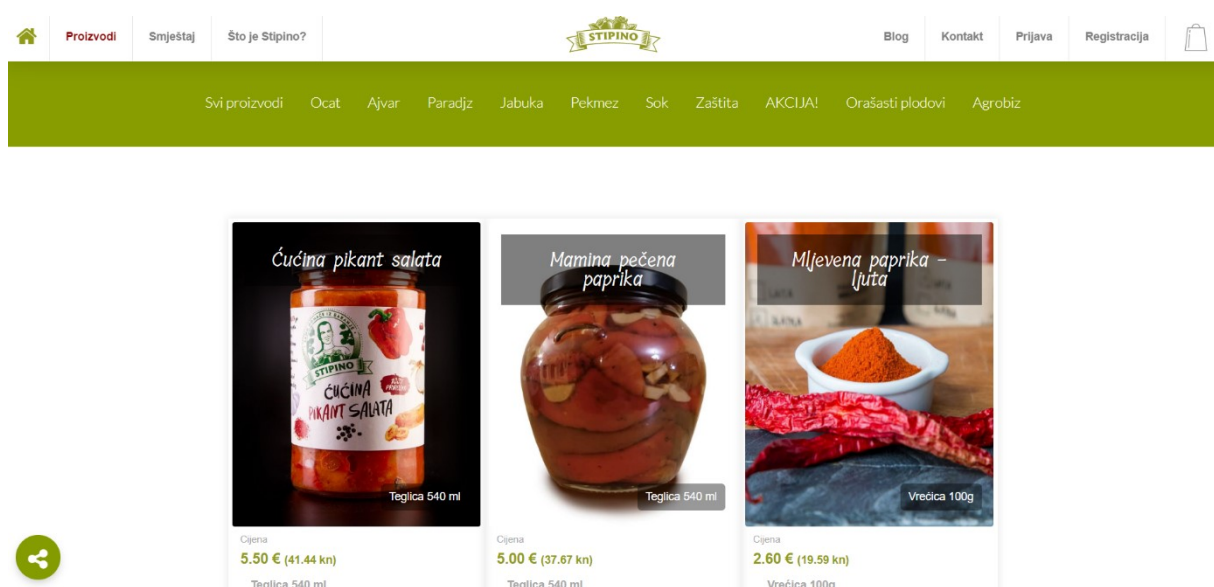 Proizvodi
Smještaj
Što je Stipino?
STIPINO
Blog
Kontakt
Prijava
Registracija
Svi proizvodi
Ocat
Ajvar
Paradjz
Jabuka
Pekmez
Sok
Zaštita
AKCIJA!
Orašasti plodovi
Agrobiz
Ćućina pikant salata
STIPINO
ĆUĆINA
PIKANT SALATA
Teglica 540 ml
Cijena
5.50 € (41.44 kn)
Teglica 540 ml
Mamina pečena
paprika
Teglica 540 ml
Cijena
5.00 € (37.67 kn)
Teglica 540 ml
Mljevena paprika –
ljuta
Vrećica 100g
Cijena
2.60 € (19.59 kn)
Vrećica 100g